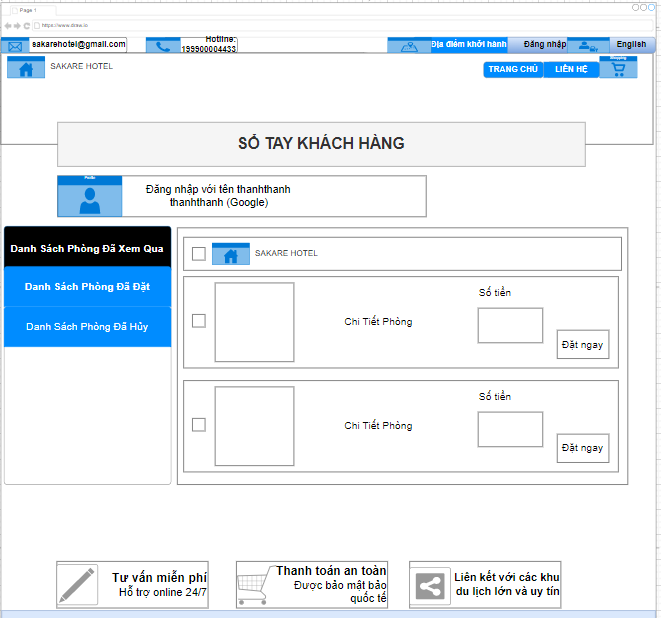 Page 1
https://www.draw.io
sakarehotel@gmail.com
Hotline:
199900004433
Địa điểm khởi hành
Đăng nhập
English
SAKARE HOTEL
TRANG CHỦ
LIÊN HỆ
Shopping
SỔ TAY KHÁCH HÀNG
Profile
Đăng nhập với tên thanhthanh
thanhthanh (Google)
Danh Sách Phòng Đã Xem Qua
Danh Sách Phòng Đã Đặt
Danh Sách Phòng Đã Hủy
SAKARE HOTEL
Số tiền
Chi Tiết Phòng
Đặt ngay
Số tiền
Chi Tiết Phòng
Đặt ngay
Tư vấn miễn phí
Hỗ trợ online 24/7
Thanh toán an toàn
Được bảo mật bảo
quốc tế
Liên kết với các khu
du lịch lớn và uy tín